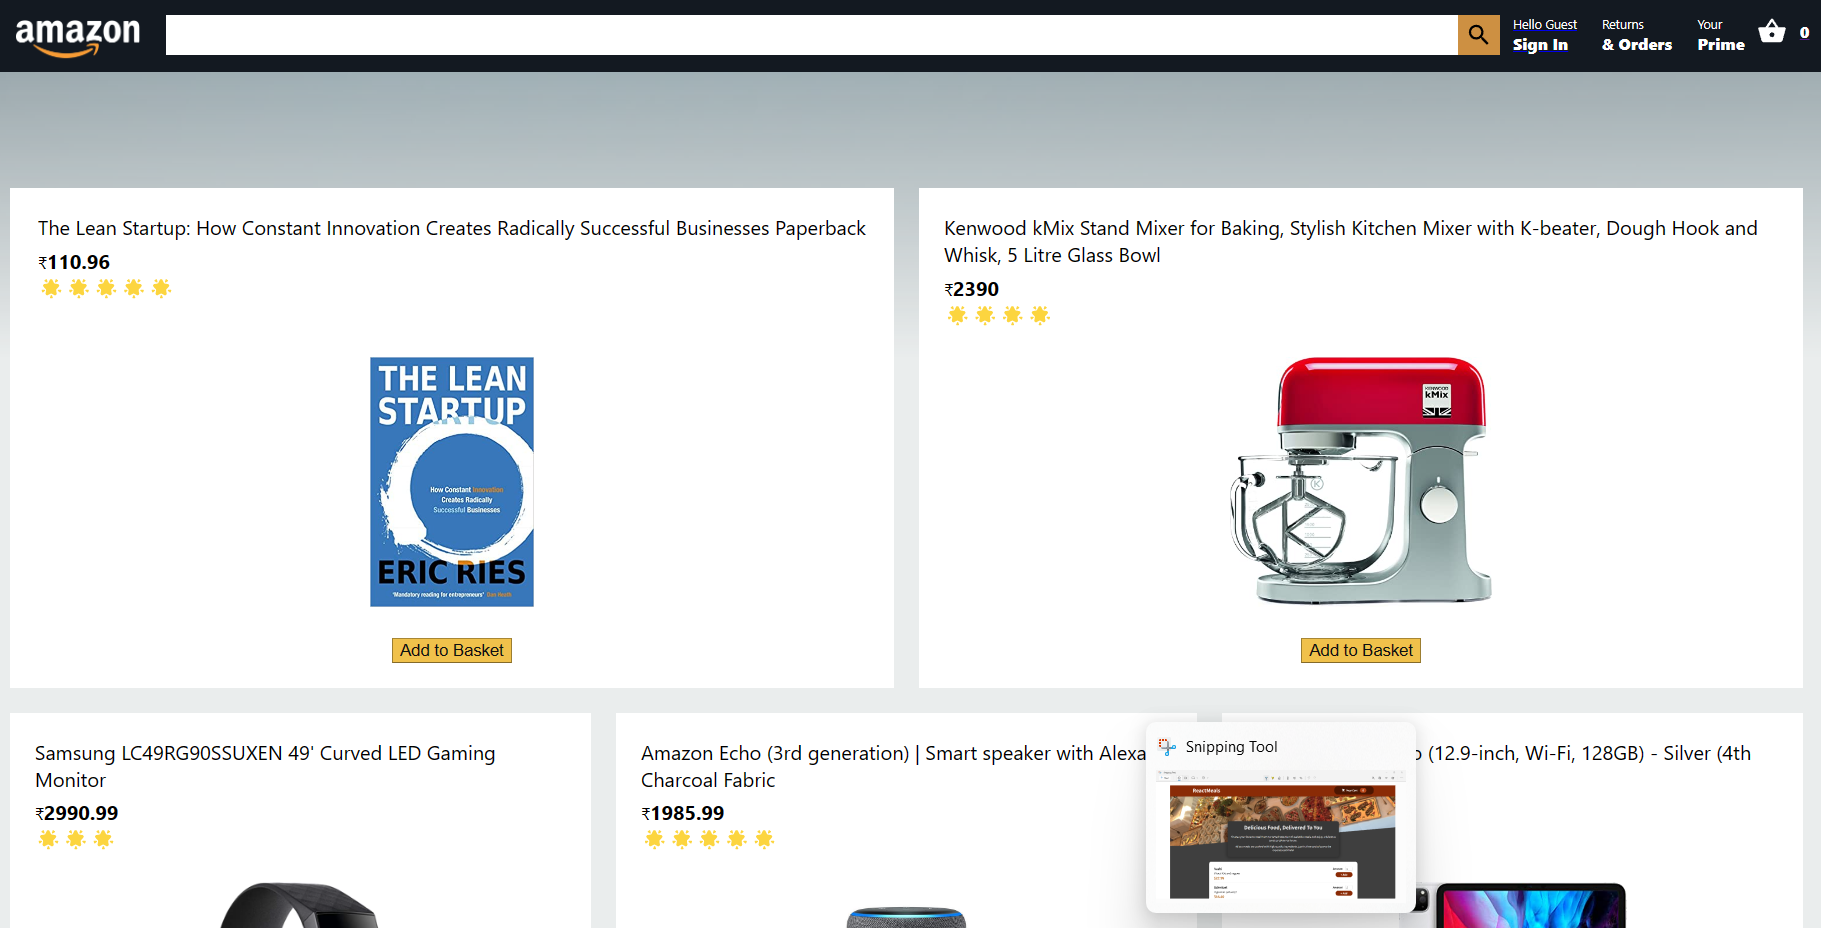 amazon
Hello Guest
Sign In
Returns
& Orders
Your
Prime
0
The Lean Startup: How Constant Innovation Creates Radically Successful Businesses Paperback
₹110.96
THE LEAN
STARTUP
How Constant Innovation
Creates Radically
Successful Businesses
ERIC RIES
'Mandatory reading for entrepreneurs' Dan Heath
Add to Basket
Kenwood kMix Stand Mixer for Baking, Stylish Kitchen Mixer with K-beater, Dough Hook and
Whisk, 5 Litre Glass Bowl
₹2390
KENWOOD
kMix
Add to Basket
Samsung LC49RG90SSUXEN 49' Curved LED Gaming
Monitor
₹2990.99
Amazon Echo (3rd generation) | Smart speaker with Alexa
Charcoal Fabric
₹1985.99
(12.9-inch, Wi-Fi, 128GB) - Silver (4th
Snipping Tool
ReactMeals
Delicious Food, Delivered To You